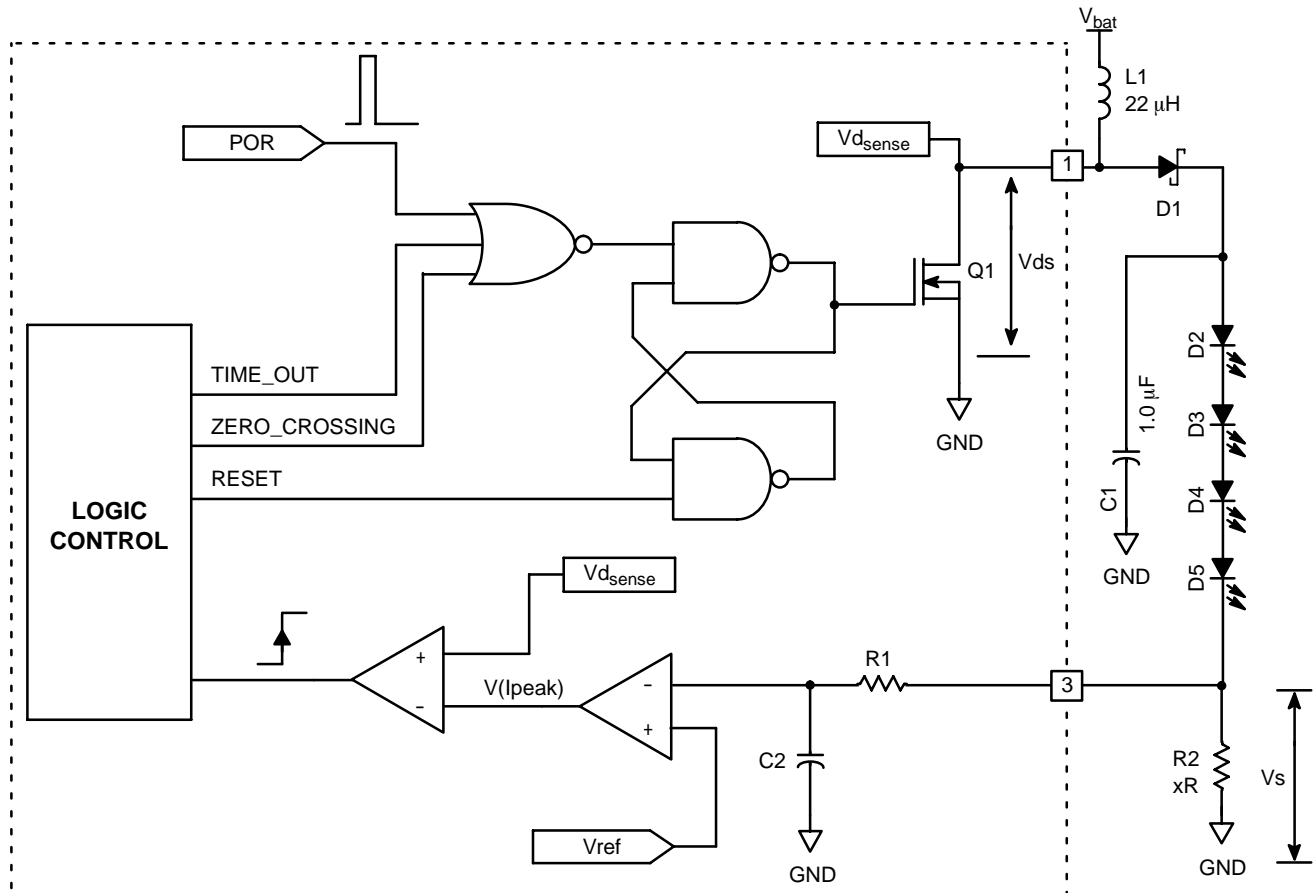 V_bat
L1
22 μH
POR
Vd_sense
1
D1
Q1
Vds
D2
TIME_OUT
1.0 μF
D3
ZERO_CROSSING
GND
RESET
D4
C1
LOGIC
CONTROL
GND
D5
Vd_sense
+
R1
V(Ipeak)
-
3
-
+
C2
R2
xR
Vs
Vref
GND
GND